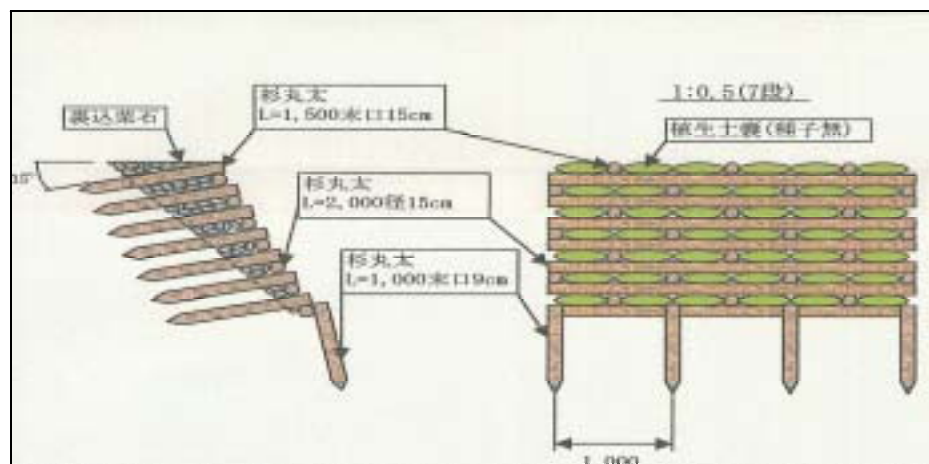 杉丸太
L=1,500末口15cm
裏込栗石
1:0.5(7段)
植生土嚢(種子無)
15°
杉丸太
L=2,000径15cm
杉丸太
L=1,000末口9cm
1,000